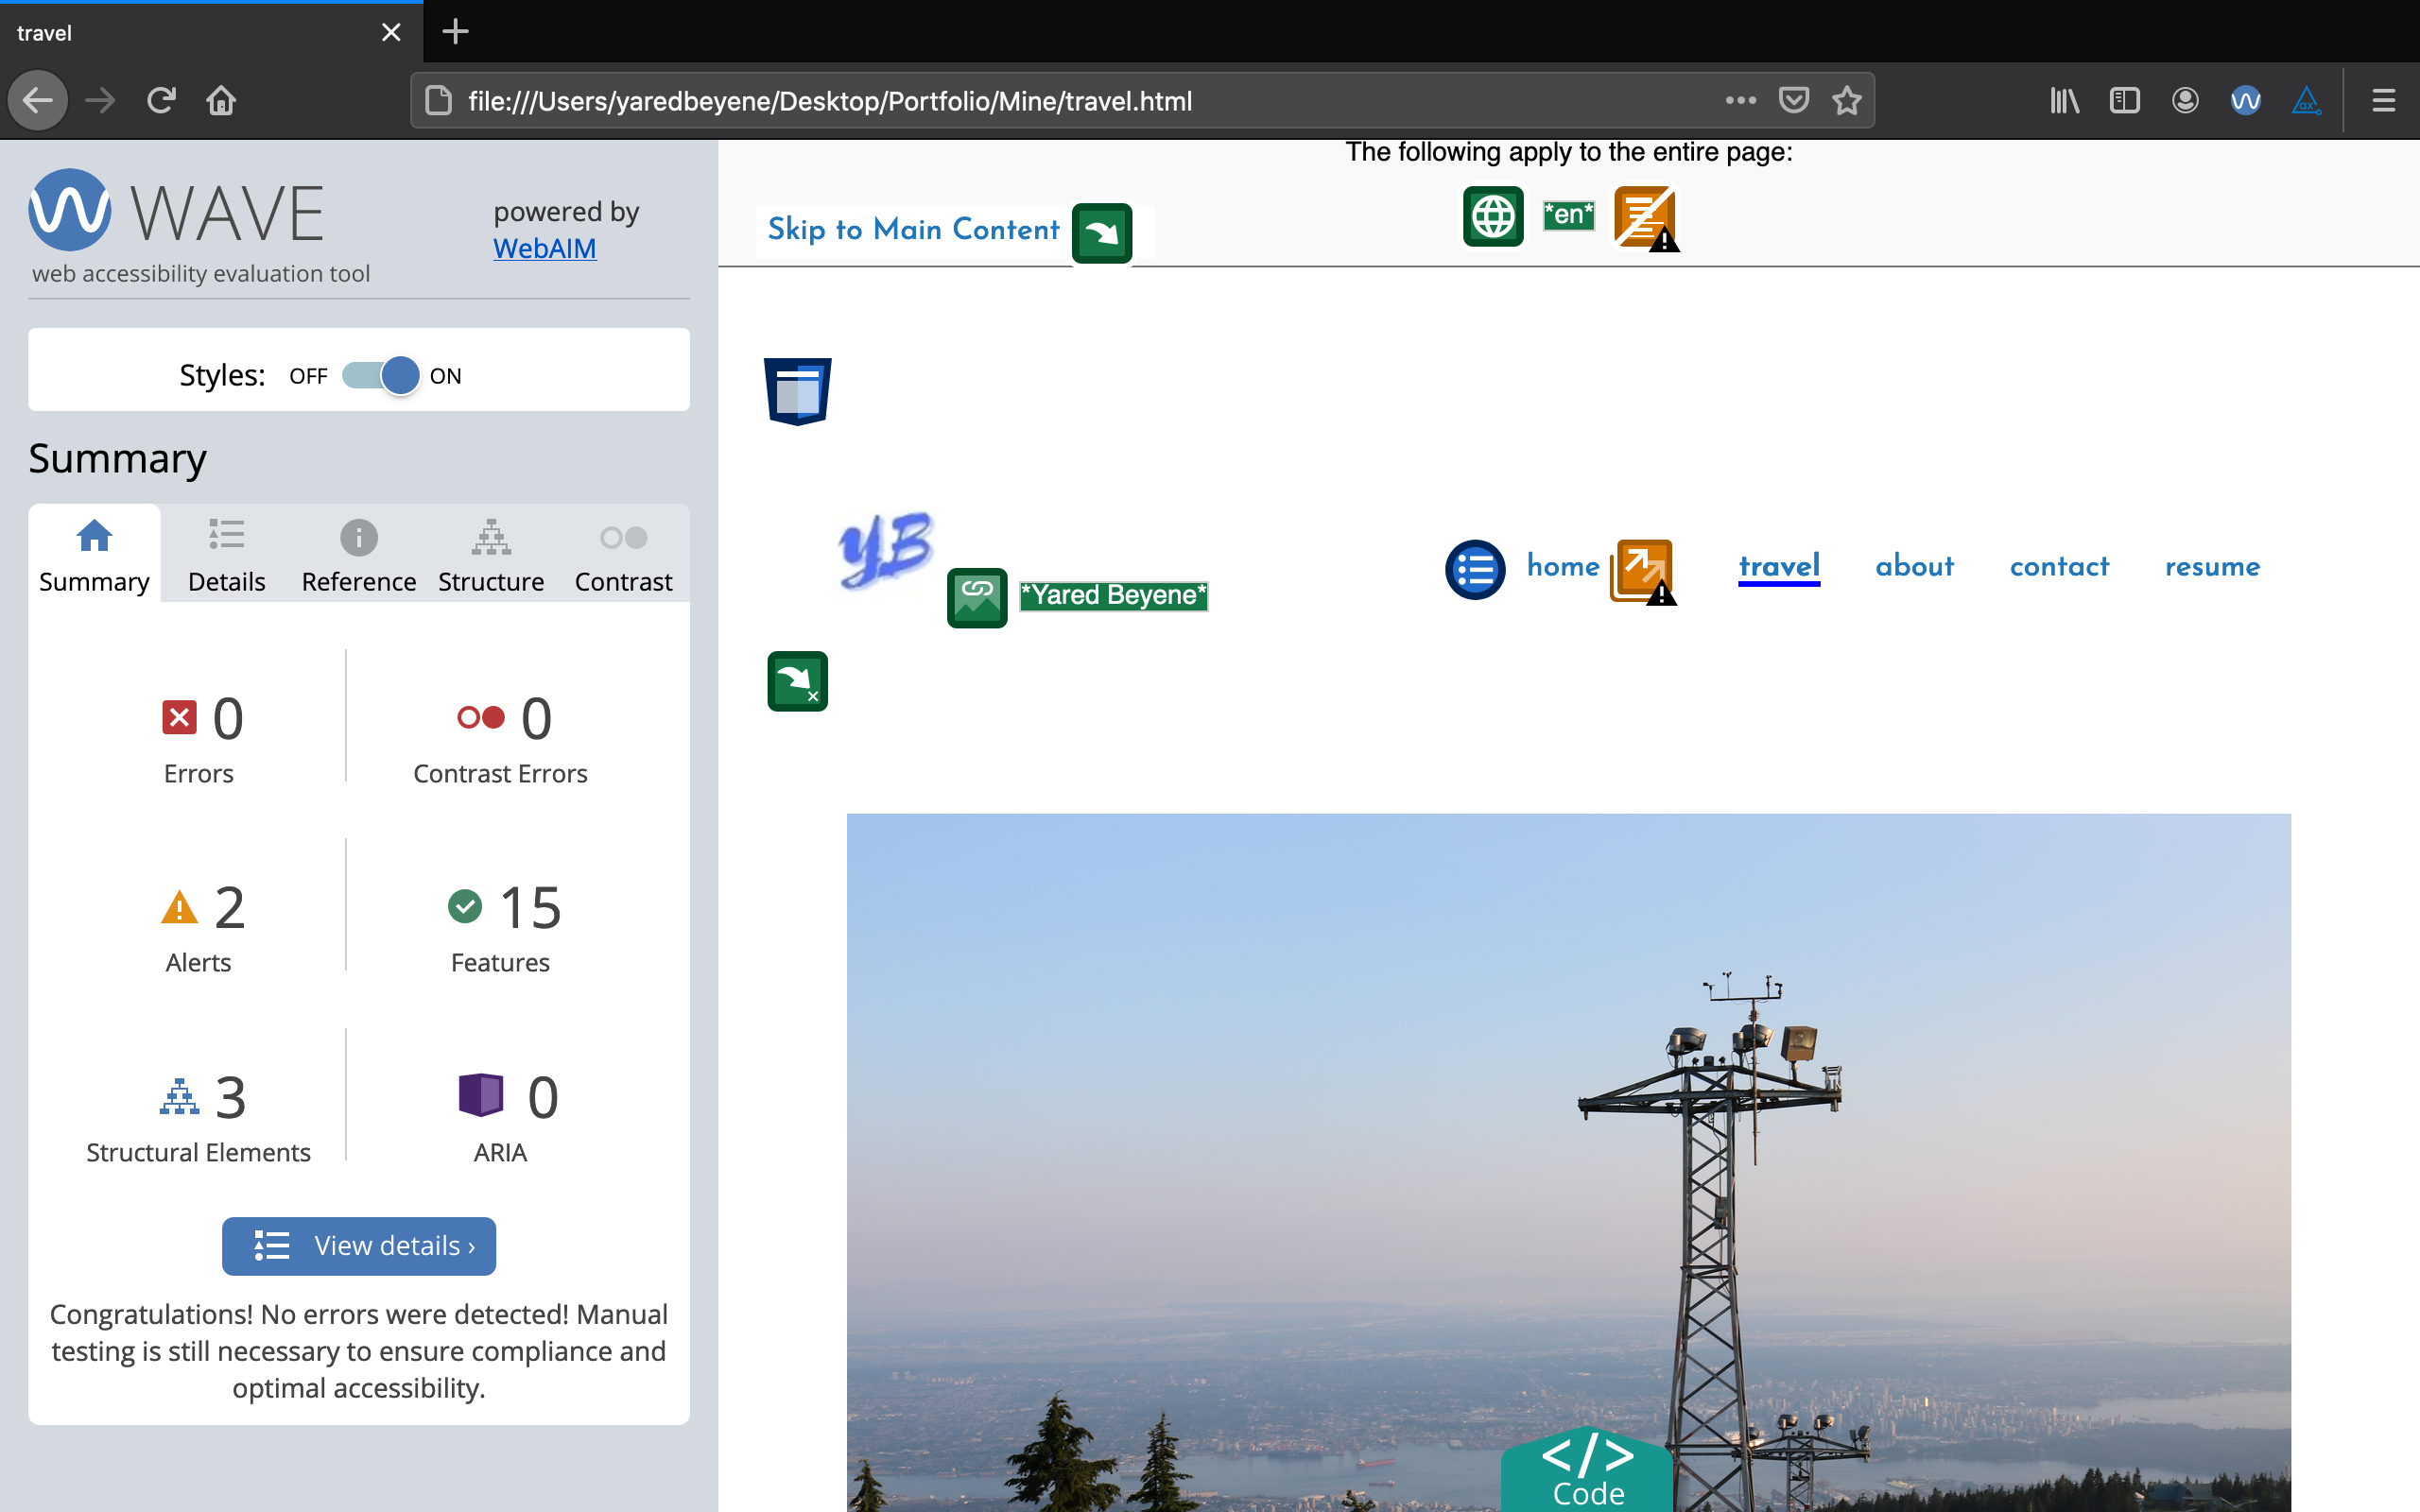 travel
file:///Users/yaredbeyene/Desktop/Portfolio/Mine/travel.html
WAVE
powered by
WebAIM
web accessibility evaluation tool
Styles: OFF ON
Summary
Summary Details Reference Structure Contrast
0
Errors
0
Contrast Errors
2
Alerts
15
Features
3
Structural Elements
0
ARIA
View details ›
Congratulations! No errors were detected! Manual
testing is still necessary to ensure compliance and
optimal accessibility.
The following apply to the entire page:
Skip to Main Content
*en*
YB
*Yared Beyene*
home travel about contact resume
</>
Code